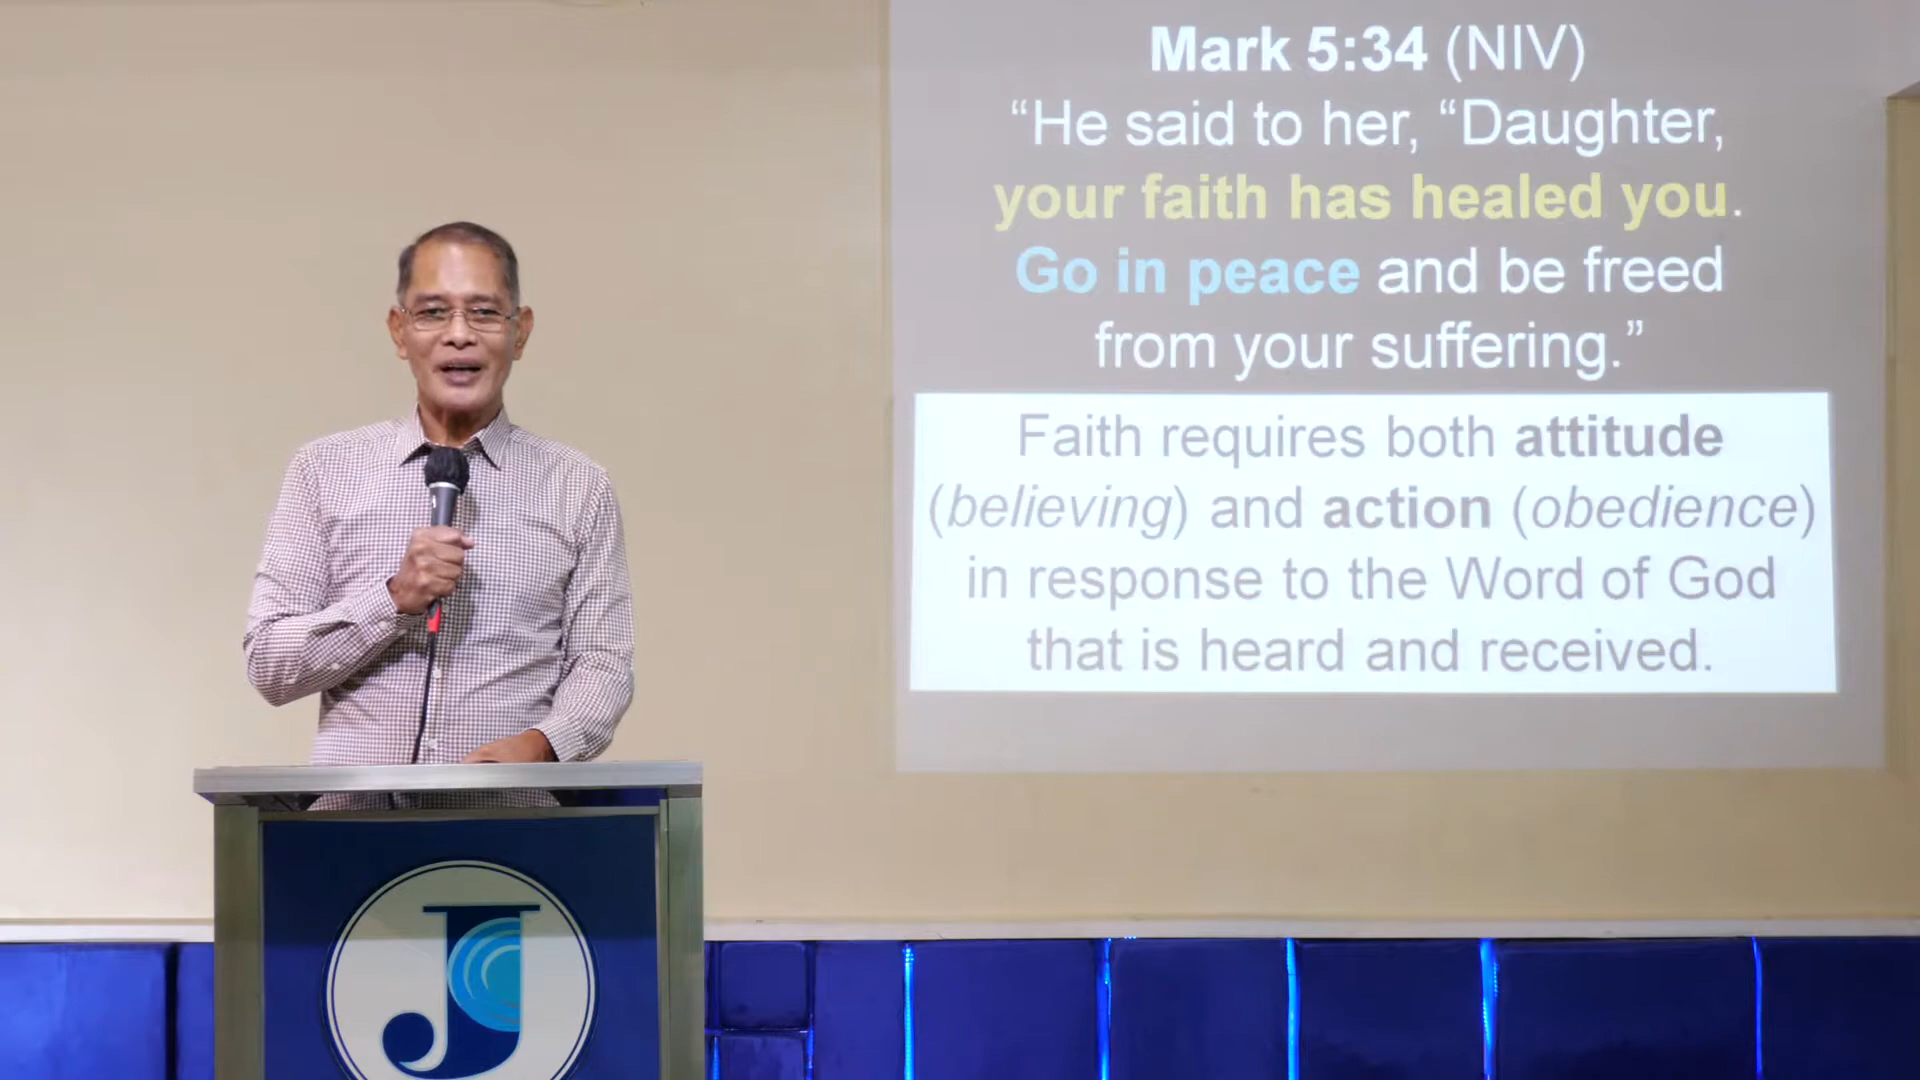 Mark 5:34 (NIV)
“He said to her, “Daughter,
your faith has healed you.
Go in peace and be freed
from your suffering.”
Faith requires both attitude
(believing) and action (obedience)
in response to the Word of God
that is heard and received.
J